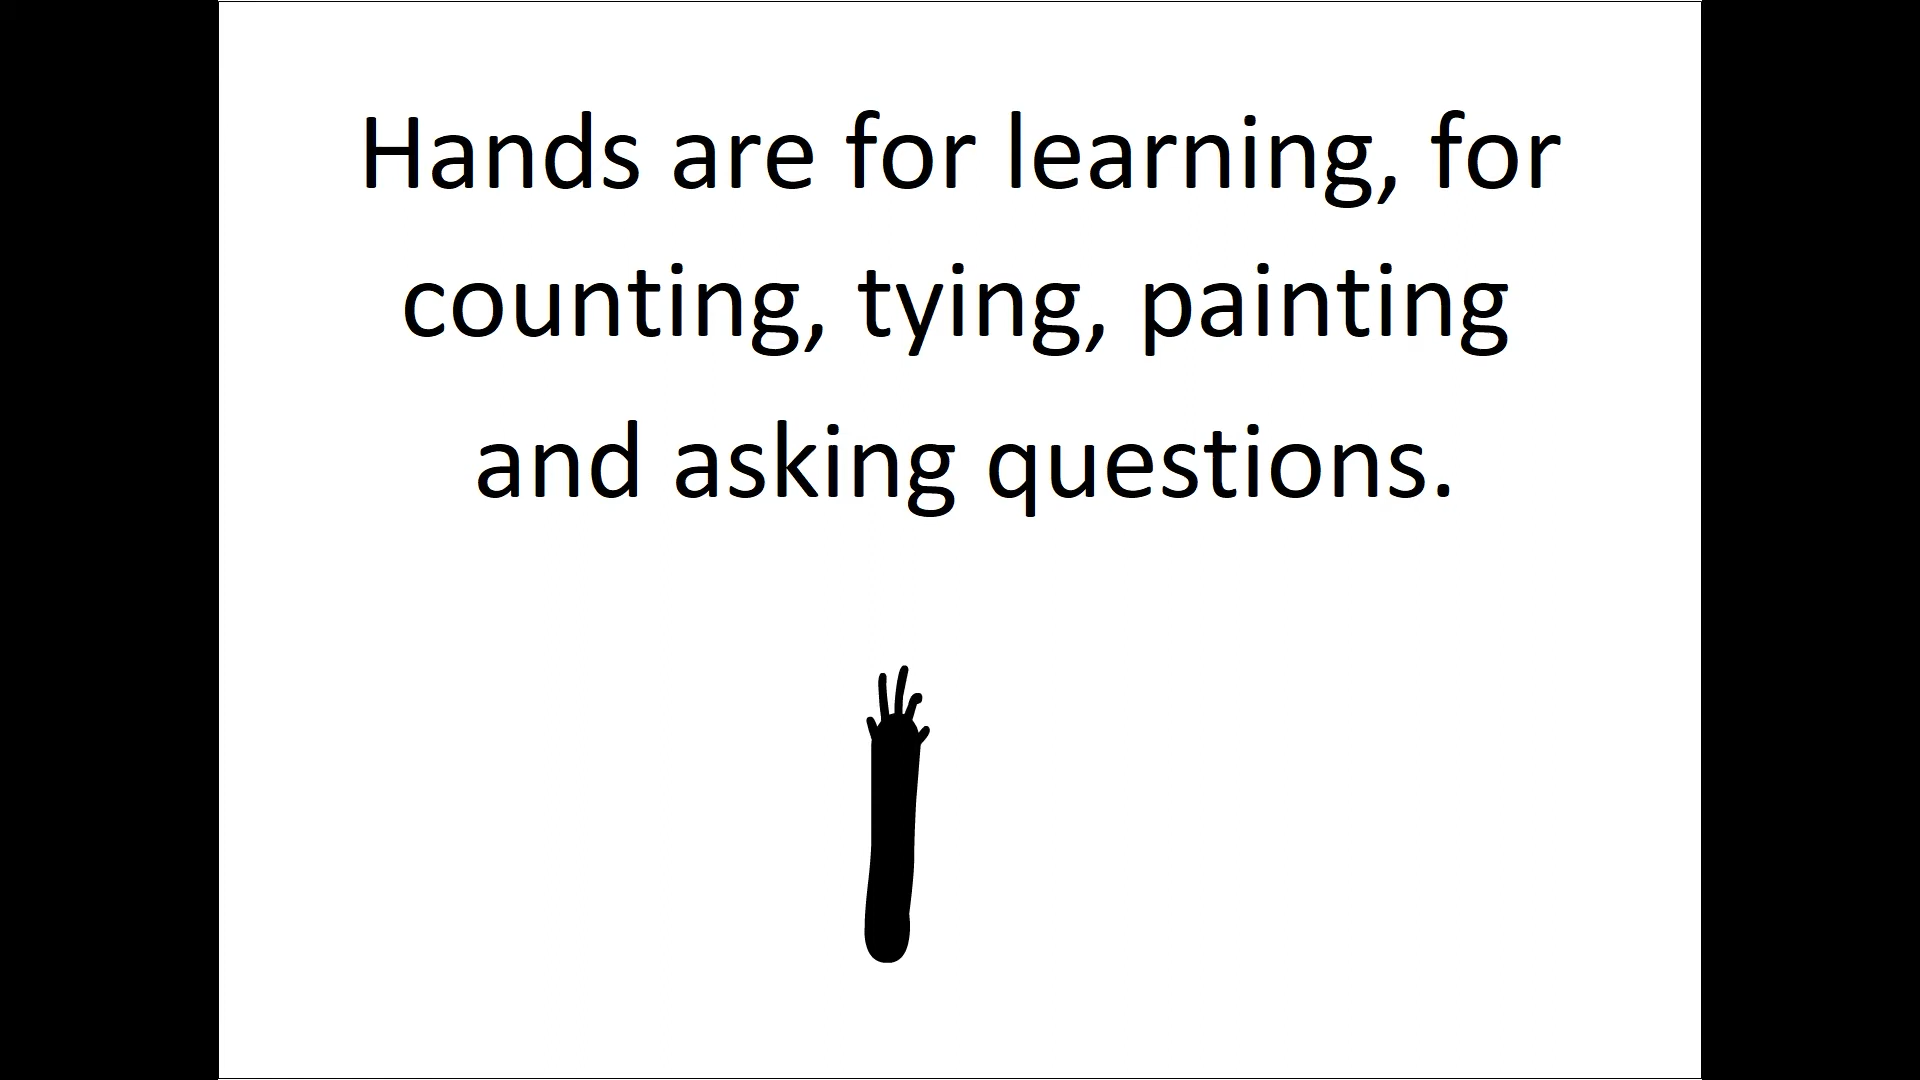 Hands are for learning, for
counting, tying, painting
and asking questions.